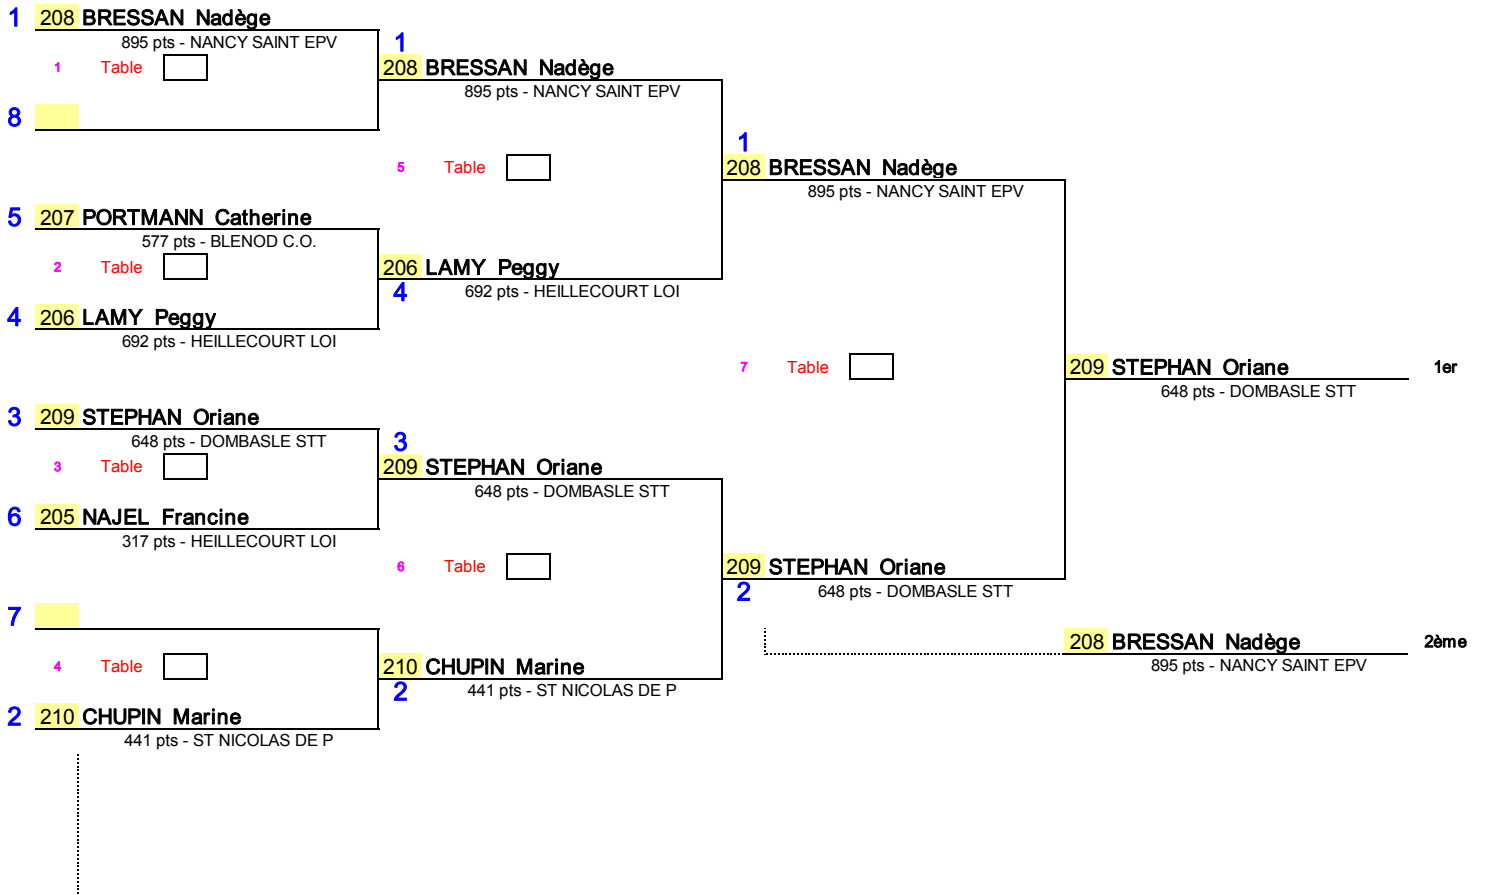 1 208 BRESSAN Nadège
895 pts - NANCY SAINT EPV
1 Table
8
1
208 BRESSAN Nadège
895 pts - NANCY SAINT EPV
5 Table
5 207 PORTMANN Catherine
577 pts - BLENOD C.O.
2 Table
4 206 LAMY Peggy
692 pts - HEILLECOURT LOI
206 LAMY Peggy
4
692 pts - HEILLECOURT LOI
1
208 BRESSAN Nadège
895 pts - NANCY SAINT EPV
7 Table
209 STEPHAN Oriane 1er
648 pts - DOMBASLE STT
3 209 STEPHAN Oriane
648 pts - DOMBASLE STT
3 Table
6 205 NAJEL Francine
317 pts - HEILLECOURT LOI
3
209 STEPHAN Oriane
648 pts - DOMBASLE STT
6 Table
7
4 Table
2 210 CHUPIN Marine
441 pts - ST NICOLAS DE P
210 CHUPIN Marine
2
441 pts - ST NICOLAS DE P
209 STEPHAN Oriane
2
648 pts - DOMBASLE STT
208 BRESSAN Nadège 2ème
895 pts - NANCY SAINT EPV